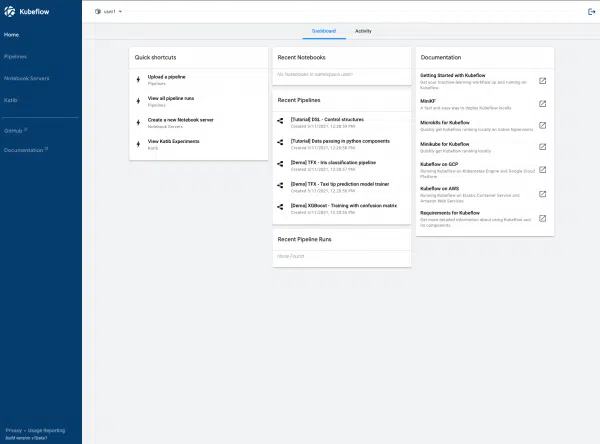 Kubeflow
Home
Pipelines
Notebook Servers
Katib
GitHub
Documentation
Privacy • Usage Reporting
build version v1beta1
user1
Dashboard
Activity
Quick shortcuts
Upload a pipeline
Pipelines
View all pipeline runs
Pipelines
Create a new Notebook server
Notebook Servers
View Katib Experiments
Katib
Recent Notebooks
No Notebooks in namespace user1
Recent Pipelines
[Tutorial] DSL - Control structures
Created 5/11/2021, 12:20:59 PM
[Tutorial] Data passing in python components
Created 5/11/2021, 12:20:58 PM
[Demo] TFX - Iris classification pipeline
Created 5/11/2021, 12:20:57 PM
[Demo] TFX - Taxi tip prediction model trainer
Created 5/11/2021, 12:20:56 PM
[Demo] XGBoost - Training with confusion matrix
Created 5/11/2021, 12:20:55 PM
Recent Pipeline Runs
None Found
Documentation
Getting Started with Kubeflow
Get your machine-learning workflow up and running on
Kubeflow
MiniKF
A fast and easy way to deploy Kubeflow locally
Microk8s for Kubeflow
Quickly get Kubeflow running locally on native hypervisors
Minikube for Kubeflow
Quickly get Kubeflow running locally
Kubeflow on GCP
Running Kubeflow on Kubernetes Engine and Google Cloud
Platform
Kubeflow on AWS
Running Kubeflow on Elastic Container Service and
Amazon Web Services
Requirements for Kubeflow
Get more detailed information about using Kubeflow and
its components